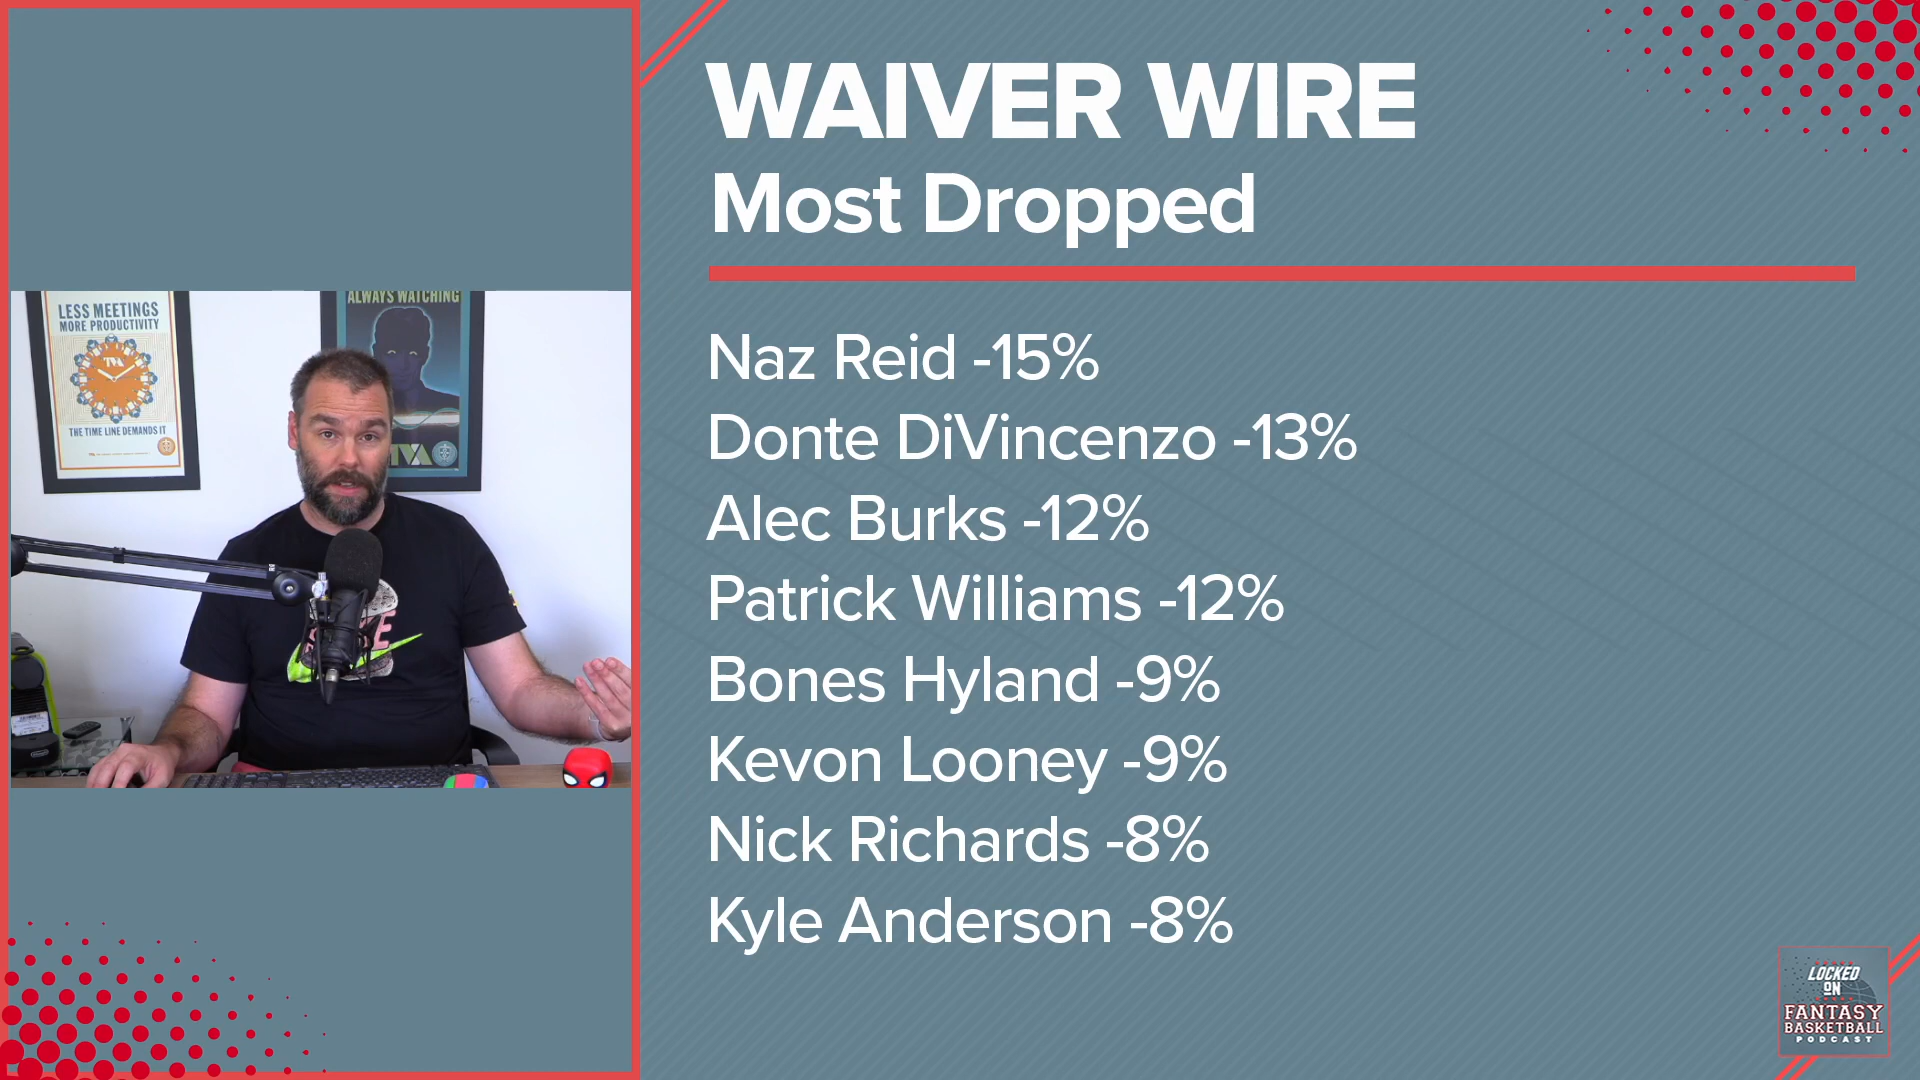 WAIVER WIRE
Most Dropped
Naz Reid -15%
Donte DiVincenzo -13%
Alec Burks -12%
Patrick Williams -12%
Bones Hyland -9%
Kevon Looney -9%
Nick Richards -8%
Kyle Anderson -8%
LESS MEETINGS
MORE PRODUCTIVITY
TVA
THE TIME LINE DEMANDS IT
ALWAYS WATCHING
TVA
LOCKED
ON
FANTASY
BASKETBALL
PODCAST